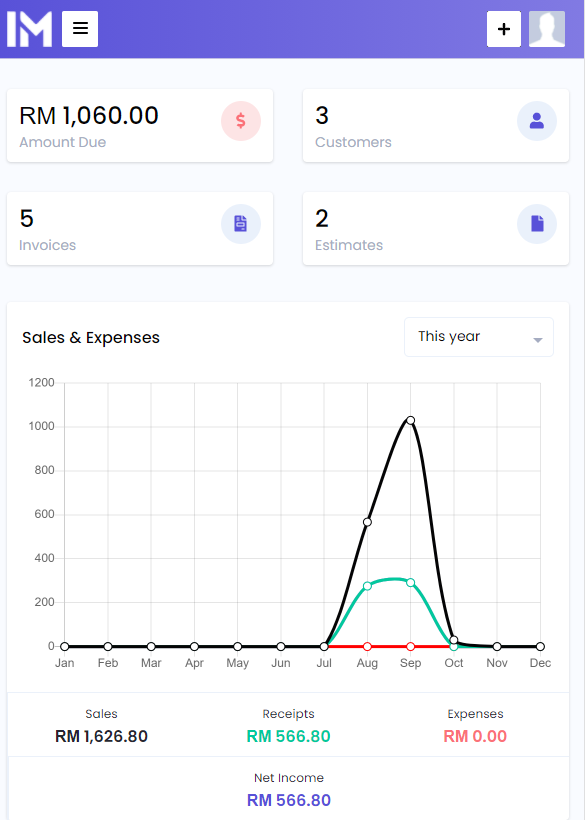 IM
RM 1,060.00
Amount Due
$
3
Customers
5
Invoices
2
Estimates
Sales & Expenses
This year
1200
1000
800
600
400
200
0
Jan Feb Mar Apr May Jun Jul Aug Sep Oct Nov Dec
Sales Receipts Expenses
RM 1,626.80 RM 566.80 RM 0.00
Net Income
RM 566.80